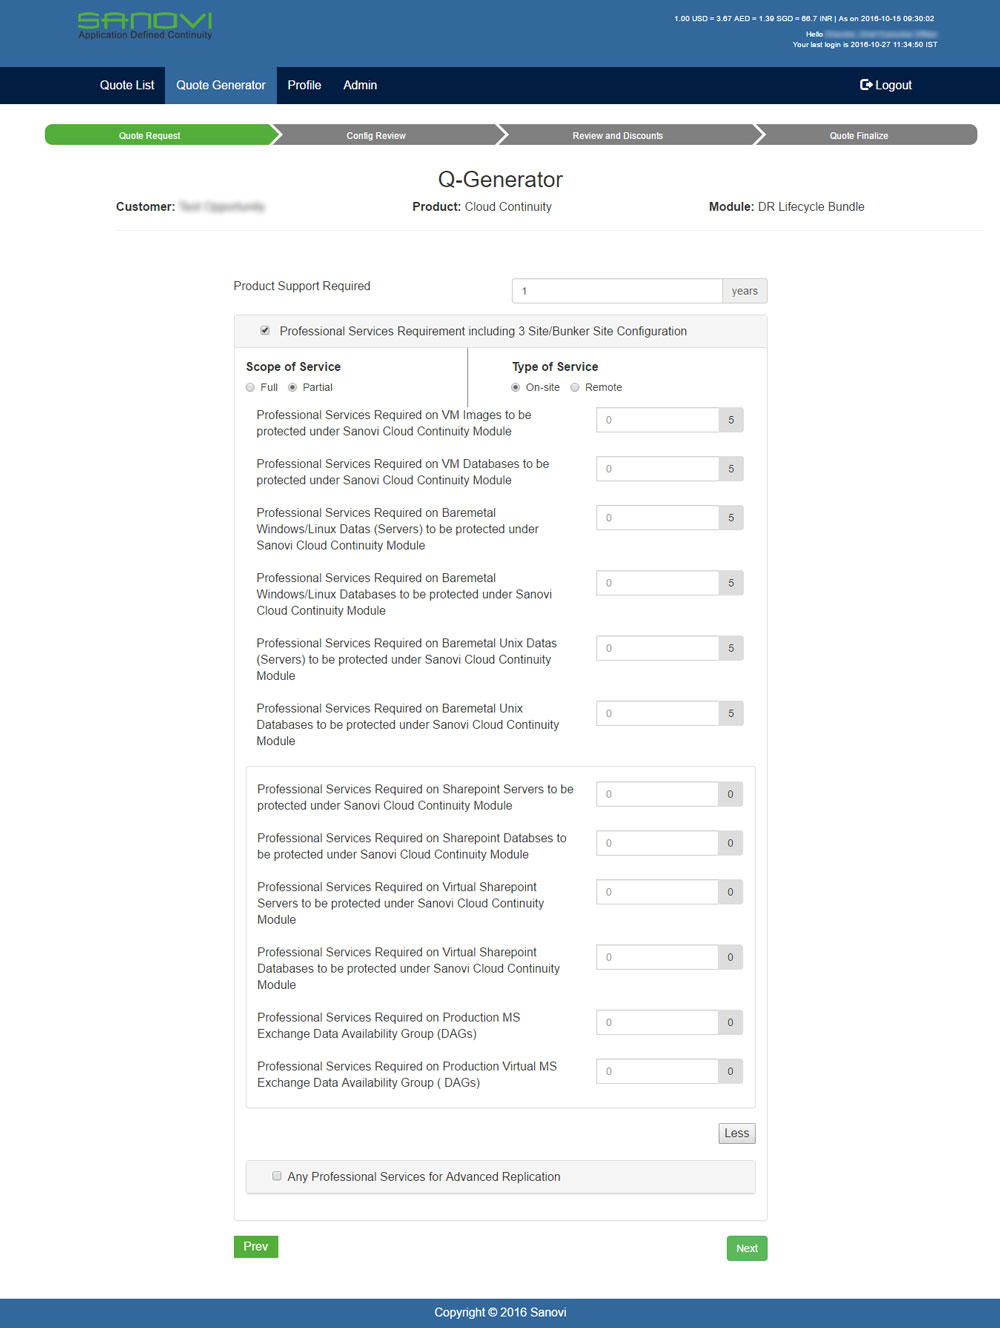 SANOVI
Application Defined Continuity
1.00 USD = 3.67 AED = 1.39 SGD = 66.7 INR | As on 2016-10-15 09:30:02
Hello
Your last login is 2016-10-27 11:34:50 IST
Quote List Quote Generator Profile Admin Logout
Quote Request Config Review Review and Discounts Quote Finalize
Q-Generator
Customer: Test Opportunity Product: Cloud Continuity Module: DR Lifecycle Bundle
Product Support Required 1 years
Professional Services Requirement including 3 Site/Bunker Site Configuration
Scope of Service Type of Service
Full Partial On-site Remote
Professional Services Required on VM Images to be
protected under Sanovi Cloud Continuity Module
0 5
Professional Services Required on VM Databases to be
protected under Sanovi Cloud Continuity Module
0 5
Professional Services Required on Baremetal
Windows/Linux Datas (Servers) to be protected under
Sanovi Cloud Continuity Module
0 5
Professional Services Required on Baremetal
Windows/Linux Databases to be protected under Sanovi
Cloud Continuity Module
0 5
Professional Services Required on Baremetal Unix Datas
(Servers) to be protected under Sanovi Cloud Continuity
Module
0 5
Professional Services Required on Baremetal Unix
Databases to be protected under Sanovi Cloud Continuity
Module
0 5
Professional Services Required on Sharepoint Servers to be
protected under Sanovi Cloud Continuity Module
0 0
Professional Services Required on Sharepoint Databses to
be protected under Sanovi Cloud Continuity Module
0 0
Professional Services Required on Virtual Sharepoint
Servers to be protected under Sanovi Cloud Continuity
Module
0 0
Professional Services Required on Virtual Sharepoint
Databases to be protected under Sanovi Cloud Continuity
Module
0 0
Professional Services Required on Production MS
Exchange Data Availability Group (DAGs)
0 0
Professional Services Required on Production Virtual MS
Exchange Data Availability Group ( DAGs)
0 0
Less
Any Professional Services for Advanced Replication
Prev Next
Copyright © 2016 Sanovi